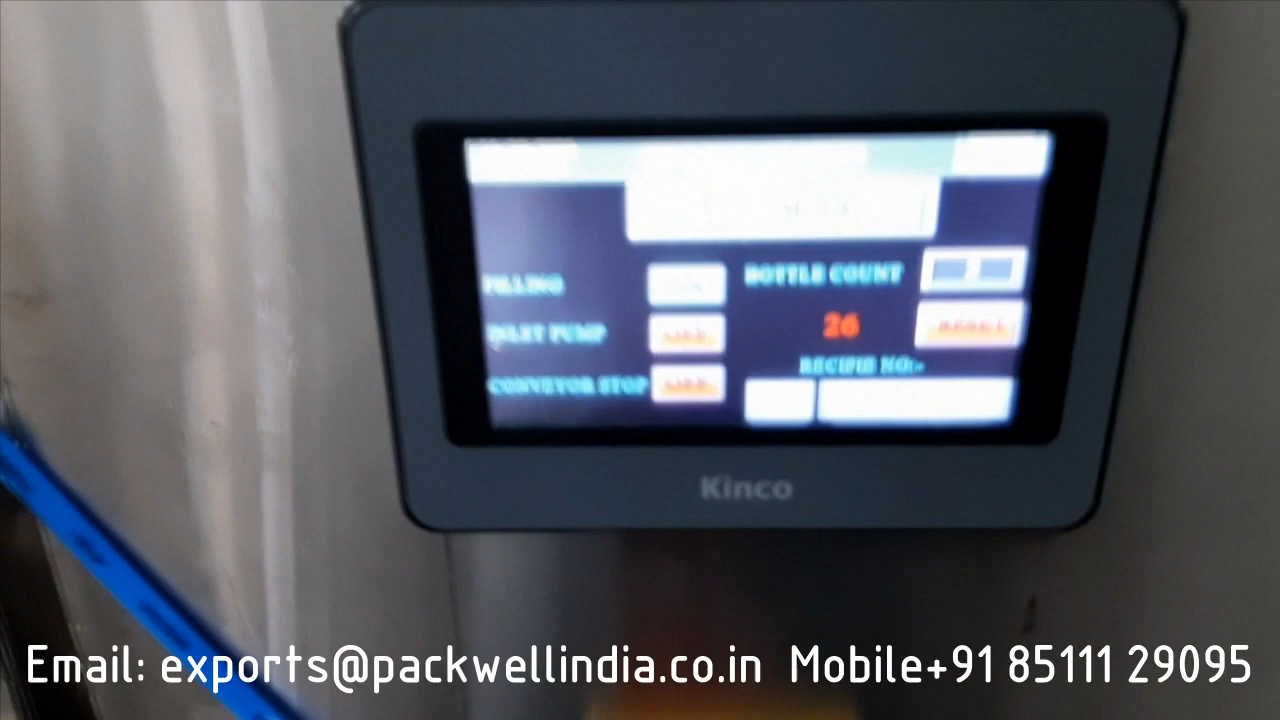 FILLING
BOTTLE COUNT
INLET PUMP
26
RESET
RECIPIE NO:-
CONVEYOR STOP
Kinco
Email: exports@packwellindia.co.in Mobile+91 85111 29095